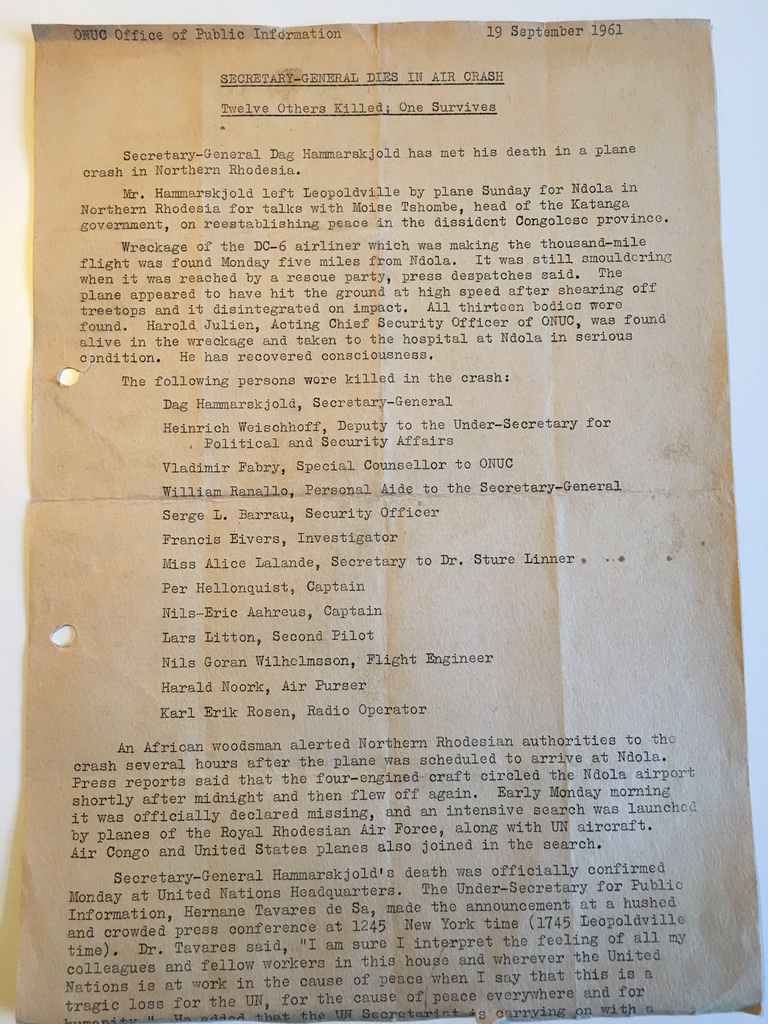 ONUC Office of Public Information 19 September 1961
SECRETARY-GENERAL DIES IN AIR CRASH
Twelve Others Killed; One Survives
Secretary-General Dag Hammarskjold has met his death in a plane
crash in Northern Rhodesia.
Mr. Hammarskjold left Leopoldville by plane Sunday for Ndola in
Northern Rhodesia for talks with Moise Tshombe, head of the Katanga
government, on reestablishing peace in the dissident Congolese province.
Wreckage of the DC-6 airliner which was making the thousand-mile
flight was found Monday five miles from Ndola. It was still smouldering
when it was reached by a rescue party, press despatches said. The
plane appeared to have hit the ground at high speed after shearing off
treetops and it disintegrated on impact. All thirteen bodies were
found. Harold Julien, Acting Chief Security Officer of ONUC, was found
alive in the wreckage and taken to the hospital at Ndola in serious
condition. He has recovered consciousness.
The following persons were killed in the crash:
Dag Hammarskjold, Secretary-General
Heinrich Weischhoff, Deputy to the Under-Secretary for
Political and Security Affairs
Vladimir Fabry, Special Counsellor to ONUC
William Ranallo, Personal Aide to the Secretary-General
Serge L. Barrau, Security Officer
Francis Eivers, Investigator
Miss Alice Lalande, Secretary to Dr. Sture Linner
Per Hellonquist, Captain
Nils-Eric Aahreus, Captain
Lars Litton, Second Pilot
Nils Goran Wilhelmsson, Flight Engineer
Harald Noork, Air Purser
Karl Erik Rosen, Radio Operator
An African woodsman alerted Northern Rhodesian authorities to the
crash several hours after the plane was scheduled to arrive at Ndola.
Press reports said that the four-engined craft circled the Ndola airport
shortly after midnight and then flew off again. Early Monday morning
it was officially declared missing, and an intensive search was launched
by planes of the Royal Rhodesian Air Force, along with UN aircraft.
Air Congo and United States planes also joined in the search.
Secretary-General Hammarskjold's death was officially confirmed
Monday at United Nations Headquarters. The Under-Secretary for Public
Information, Hernane Tavares de Sa, made the announcement at a hushed
and crowded press conference at 1245 New York time (1745 Leopoldville
time). Dr. Tavares said, "I am sure I interpret the feeling of all my
colleagues and fellow workers in this house and wherever the United
Nations is at work in the cause of peace when I say that this is a
tragic loss for the UN, for the cause of peace everywhere and for
humanity." He added that the UN Secretariat is carrying on with a